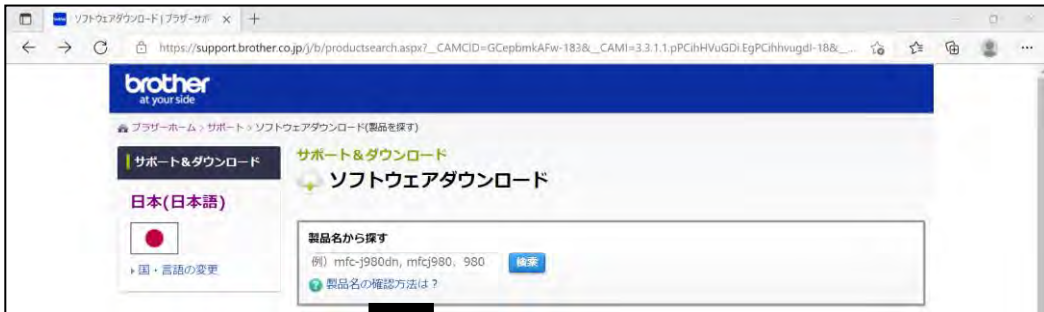 ソフトウェアダウンロード | ブラザーサポ
https://support.brother.co.jp/j/b/productsearch.aspx?_CAMCID=GCepbmkAFw-183&_CAMI=3.3.1.1.pPCihHVuGDi.EgPCihhvugdI-18&_...
brother
at your side
ブラザーホーム > サポート > ソフトウェアダウンロード(製品を探す)
サポート&ダウンロード
サポート&ダウンロード
ソフトウェアダウンロード
日本(日本語)
国・言語の変更
製品名から探す
例) mfc-j980dn, mfcj980, 980
検索
製品名の確認方法は?